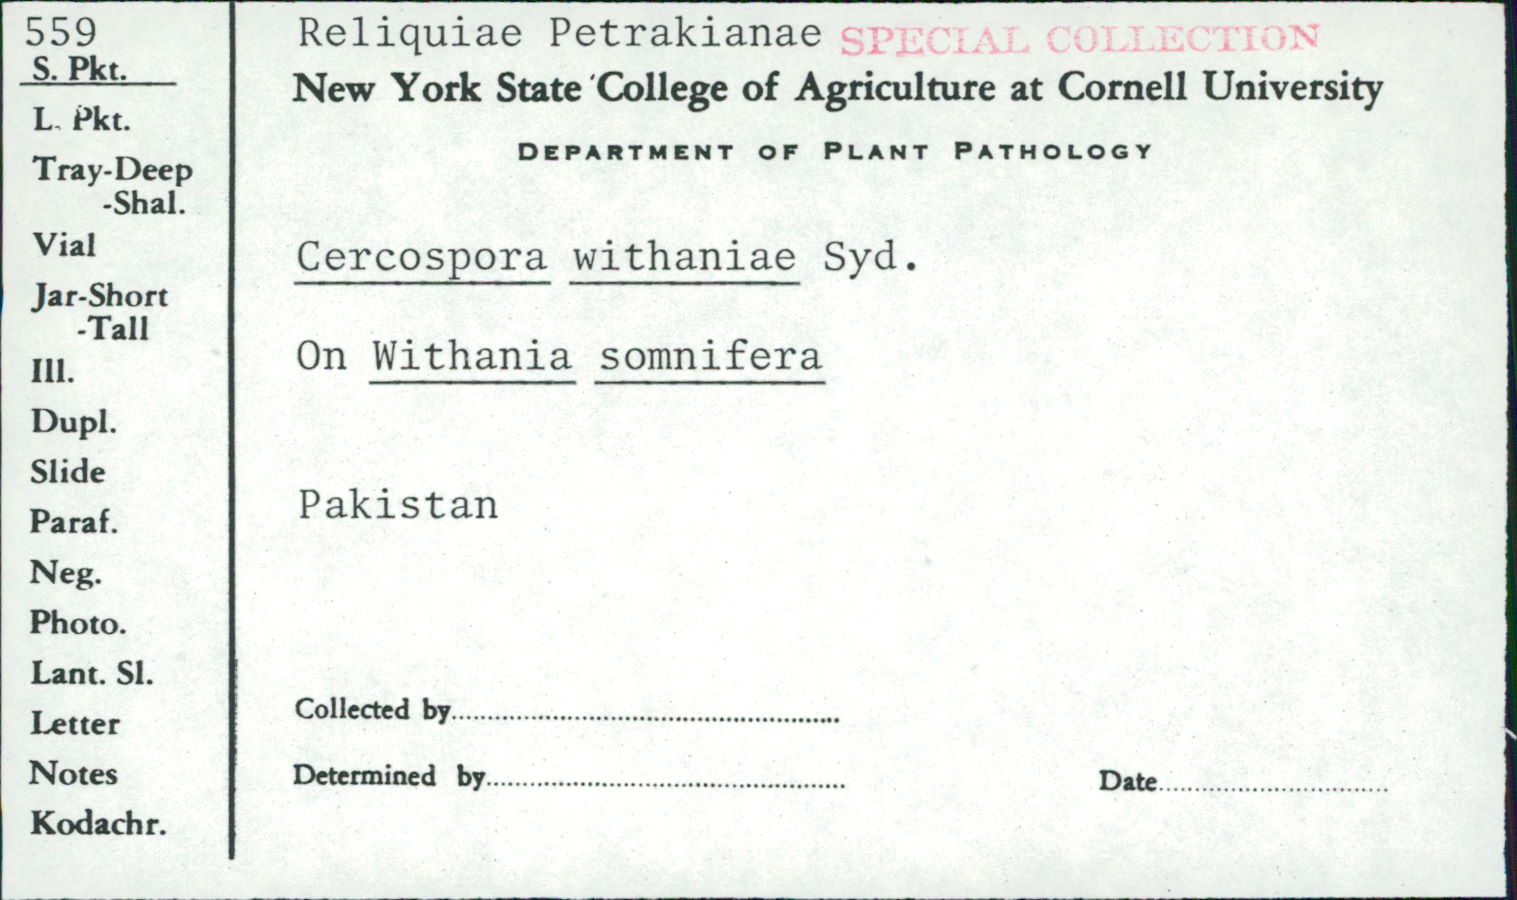 559
S. Pkt.
L. Pkt.
Tray-Deep
-Shal.
Vial
Jar-Short
-Tall
Ill.
Dupl.
Slide
Paraf.
Neg.
Photo.
Lant. Sl.
Letter
Notes
Kodachr.
Reliquiae Petrakianae SPECIAL COLLECTION
New York State College of Agriculture at Cornell University
DEPARTMENT OF PLANT PATHOLOGY
Cercospora withaniae Syd.
On Withania somnifera
Pakistan
Collected by
Determined by
Date